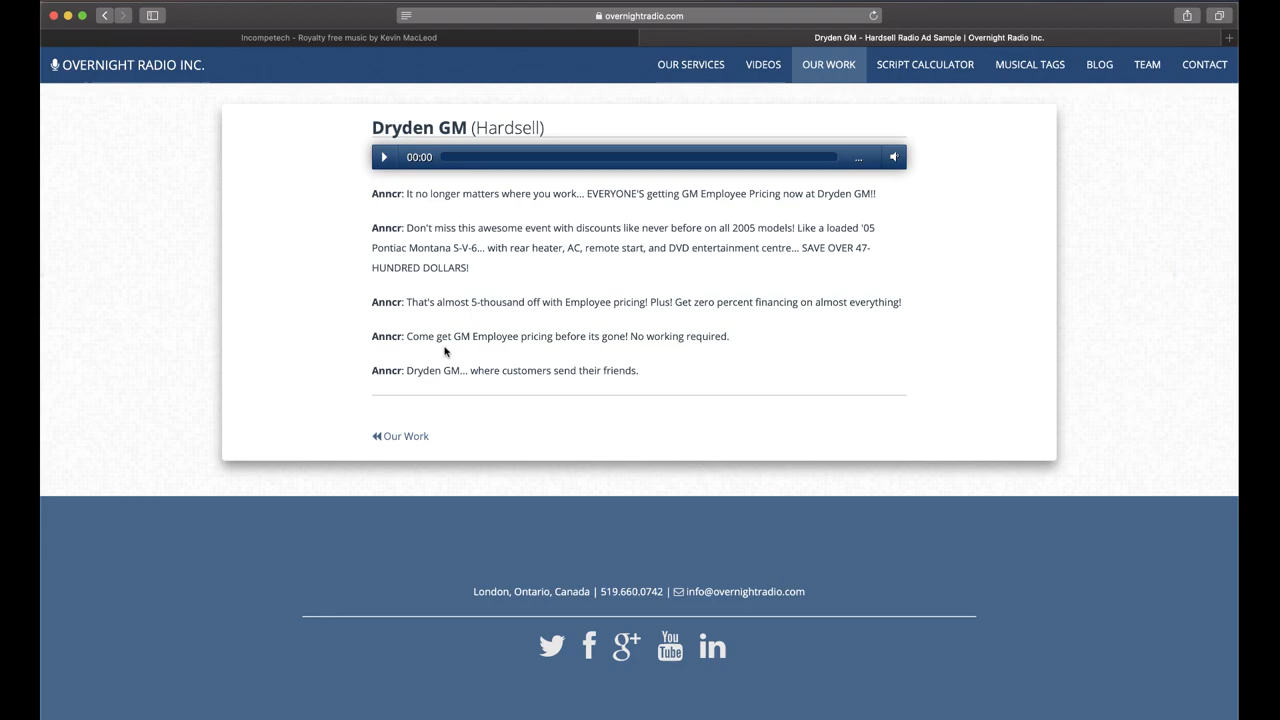 overnightradio.com
Incompetech - Royalty free music by Kevin MacLeod
Dryden GM - Hardsell Radio Ad Sample | Overnight Radio Inc.
OVERNIGHT RADIO INC.
OUR SERVICES VIDEOS OUR WORK SCRIPT CALCULATOR MUSICAL TAGS BLOG TEAM CONTACT
Dryden GM (Hardsell)
00:00 ...
Anncr: It no longer matters where you work... EVERYONE'S getting GM Employee Pricing now at Dryden GM!!
Anncr: Don't miss this awesome event with discounts like never before on all 2005 models! Like a loaded '05
Pontiac Montana S-V-6... with rear heater, AC, remote start, and DVD entertainment centre... SAVE OVER 47-
HUNDRED DOLLARS!
Anncr: That's almost 5-thousand off with Employee pricing! Plus! Get zero percent financing on almost everything!
Anncr: Come get GM Employee pricing before its gone! No working required.
Anncr: Dryden GM... where customers send their friends.
Our Work
London, Ontario, Canada | 519.660.0742 | info@overnightradio.com
You
Tube